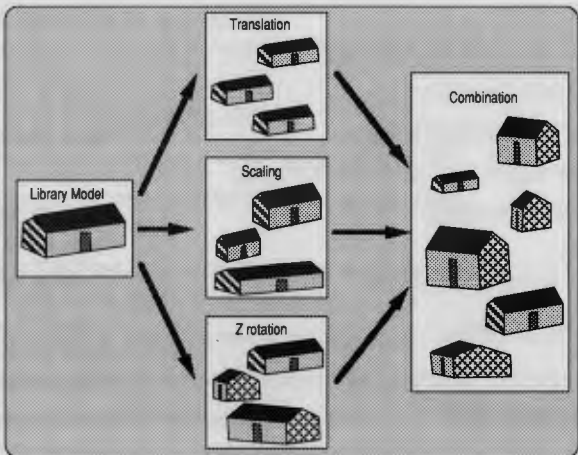 Translation
Library Model
Scaling
Z rotation
Combination